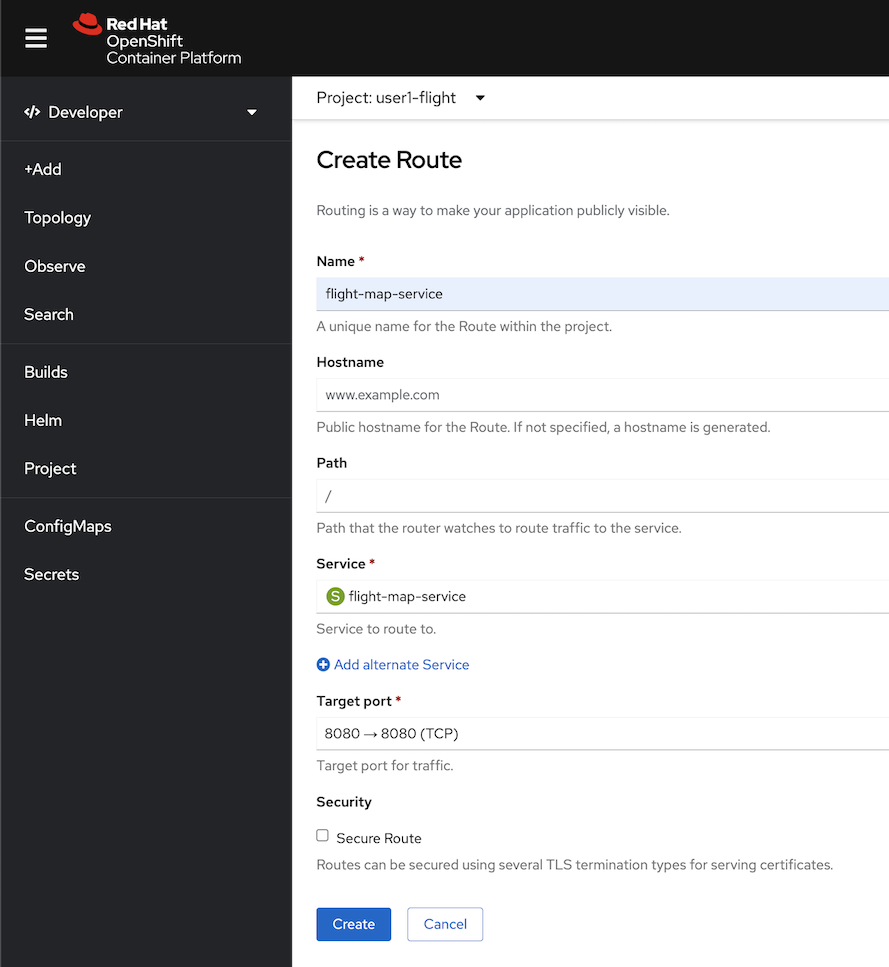 Red Hat
OpenShift
Container Platform
Developer
+Add
Topology
Observe
Search
Builds
Helm
Project
ConfigMaps
Secrets
Project: user1-flight
Create Route
Routing is a way to make your application publicly visible.
Name *
flight-map-service
A unique name for the Route within the project.
Hostname
www.example.com
Public hostname for the Route. If not specified, a hostname is generated.
Path
/
Path that the router watches to route traffic to the service.
Service *
S flight-map-service
Service to route to.
Add alternate Service
Target port *
8080 → 8080 (TCP)
Target port for traffic.
Security
Secure Route
Routes can be secured using several TLS termination types for serving certificates.
Create Cancel